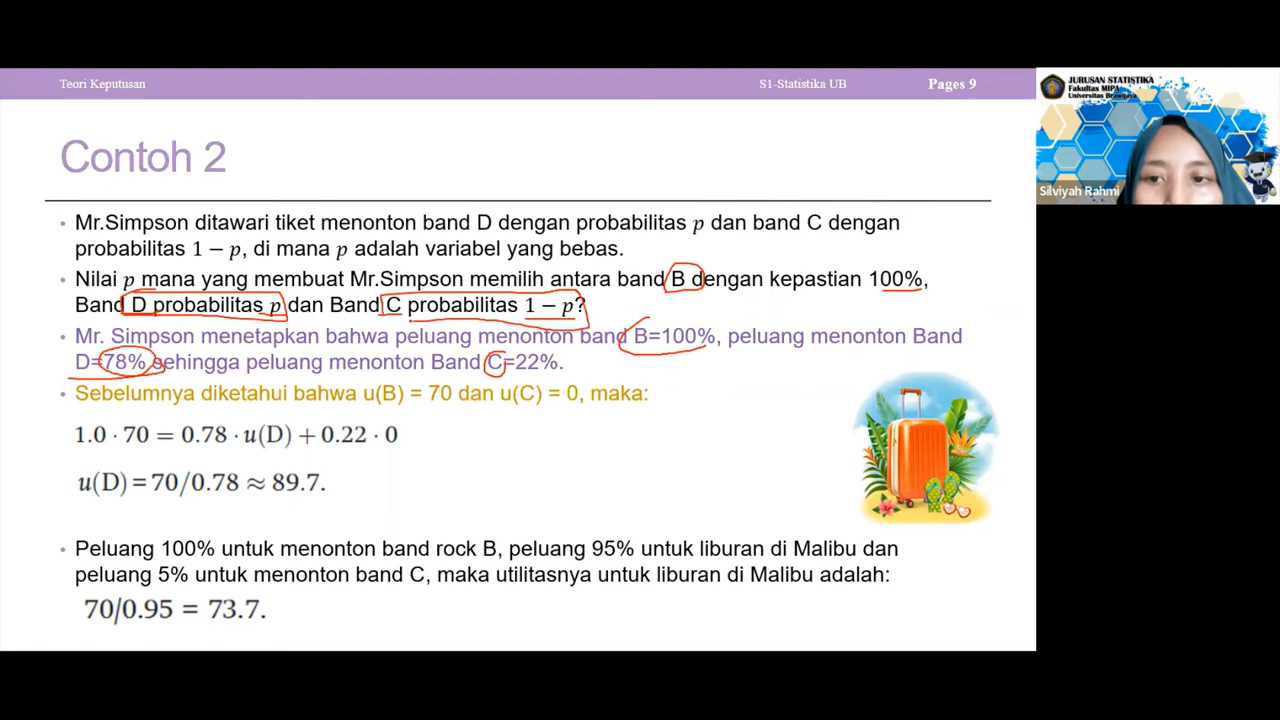 Teori Keputusan
S1-Statistika UB
Pages 9
JURUSAN STATISTIKA
Fakultas MIPA
Universitas Brawijaya
Silviyah Rahmi
Contoh 2
• Mr.Simpson ditawari tiket menonton band D dengan probabilitas p dan band C dengan
probabilitas 1 − p, di mana p adalah variabel yang bebas.
• Nilai p mana yang membuat Mr.Simpson memilih antara band B dengan kepastian 100%,
Band D probabilitas p dan Band C probabilitas 1 − p?
• Mr. Simpson menetapkan bahwa peluang menonton band B=100%, peluang menonton Band
D=78% sehingga peluang menonton Band C=22%.
• Sebelumnya diketahui bahwa u(B) = 70 dan u(C) = 0, maka:
1.0 · 70 = 0.78 · u(D) + 0.22 · 0
u(D) = 70/0.78 ≈ 89.7.
• Peluang 100% untuk menonton band rock B, peluang 95% untuk liburan di Malibu dan
peluang 5% untuk menonton band C, maka utilitasnya untuk liburan di Malibu adalah:
70/0.95 = 73.7.